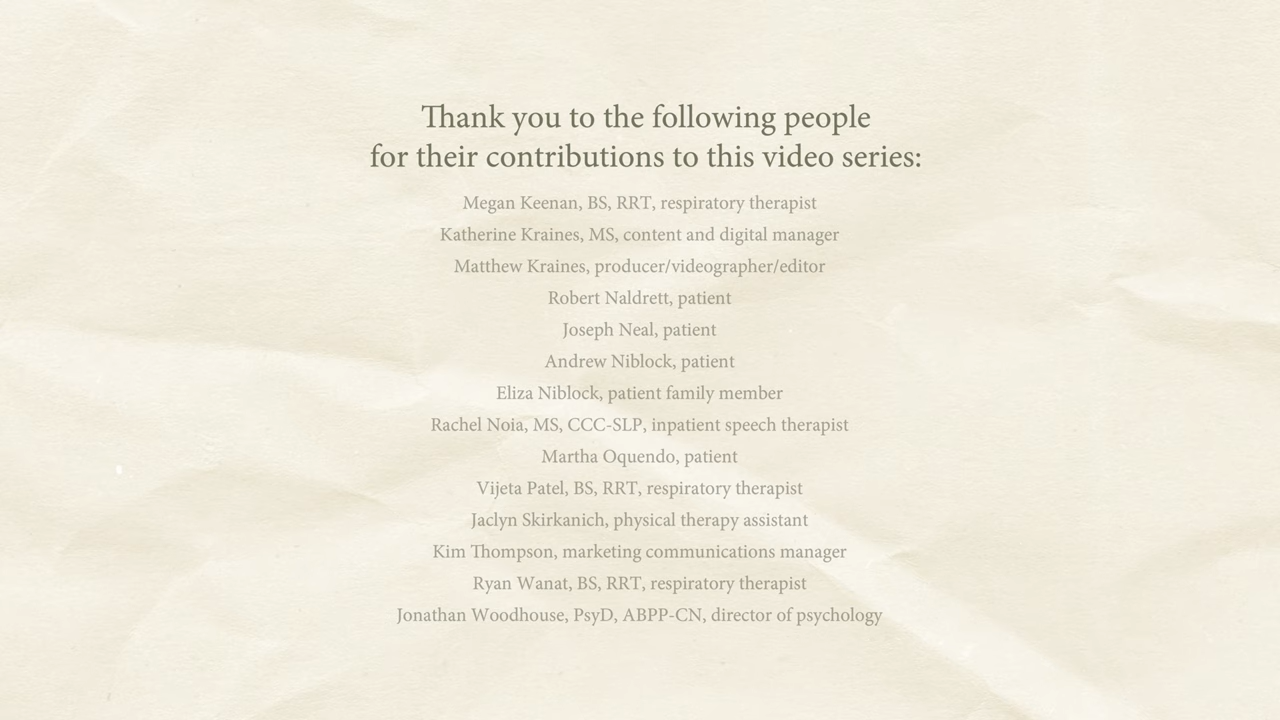 Thank you to the following people
for their contributions to this video series:
Megan Keenan, BS, RRT, respiratory therapist
Katherine Kraines, MS, content and digital manager
Matthew Kraines, producer/videographer/editor
Robert Naldrett, patient
Joseph Neal, patient
Andrew Niblock, patient
Eliza Niblock, patient family member
Rachel Noia, MS, CCC-SLP, inpatient speech therapist
Martha Oquendo, patient
Vijeta Patel, BS, RRT, respiratory therapist
Jaclyn Skirkanich, physical therapy assistant
Kim Thompson, marketing communications manager
Ryan Wanat, BS, RRT, respiratory therapist
Jonathan Woodhouse, PsyD, ABPP-CN, director of psychology